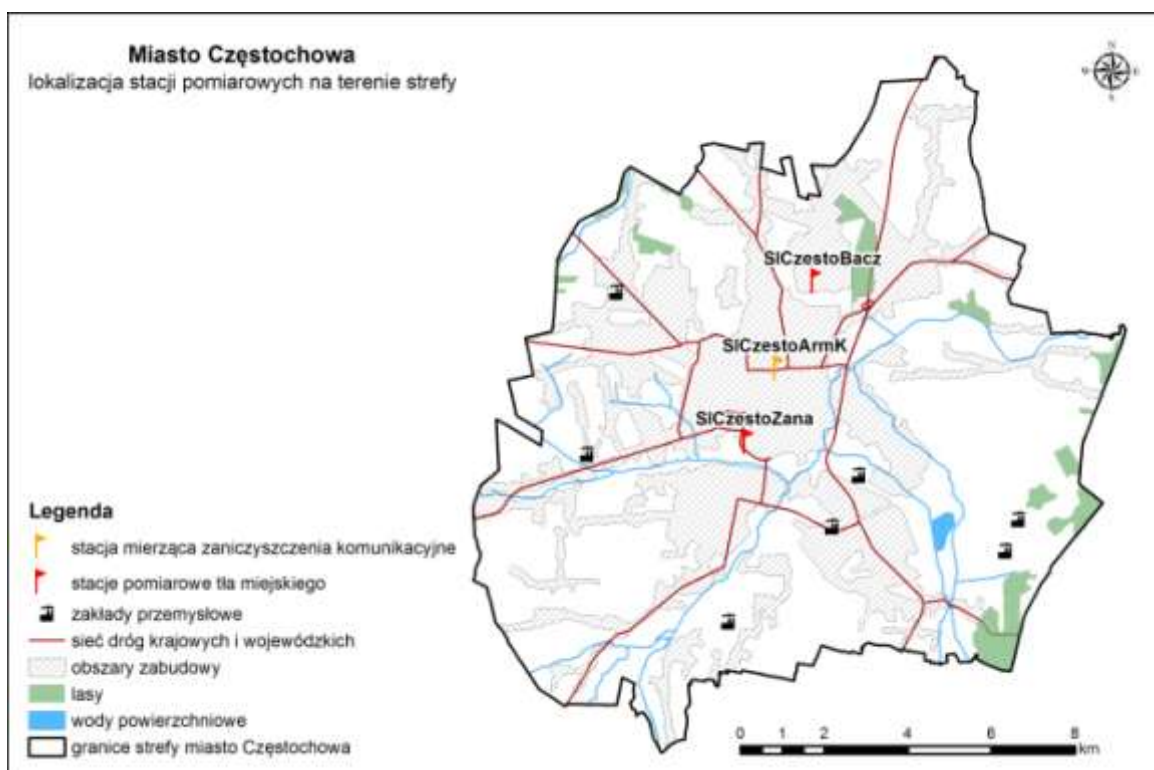 Miasto Częstochowa
lokalizacja stacji pomiarowych na terenie strefy
N
W E
S
SlCzestoBacz
SlCzestoArmK
SlCzestoZana
Legenda
stacja mierząca zaniczyszczenia komunikacyjne
stacje pomiarowe tła miejskiego
zakłady przemysłowe
sieć dróg krajowych i wojewódzkich
obszary zabudowy
lasy
wody powierzchniowe
granice strefy miasto Częstochowa
0 1 2 4 6 8
km